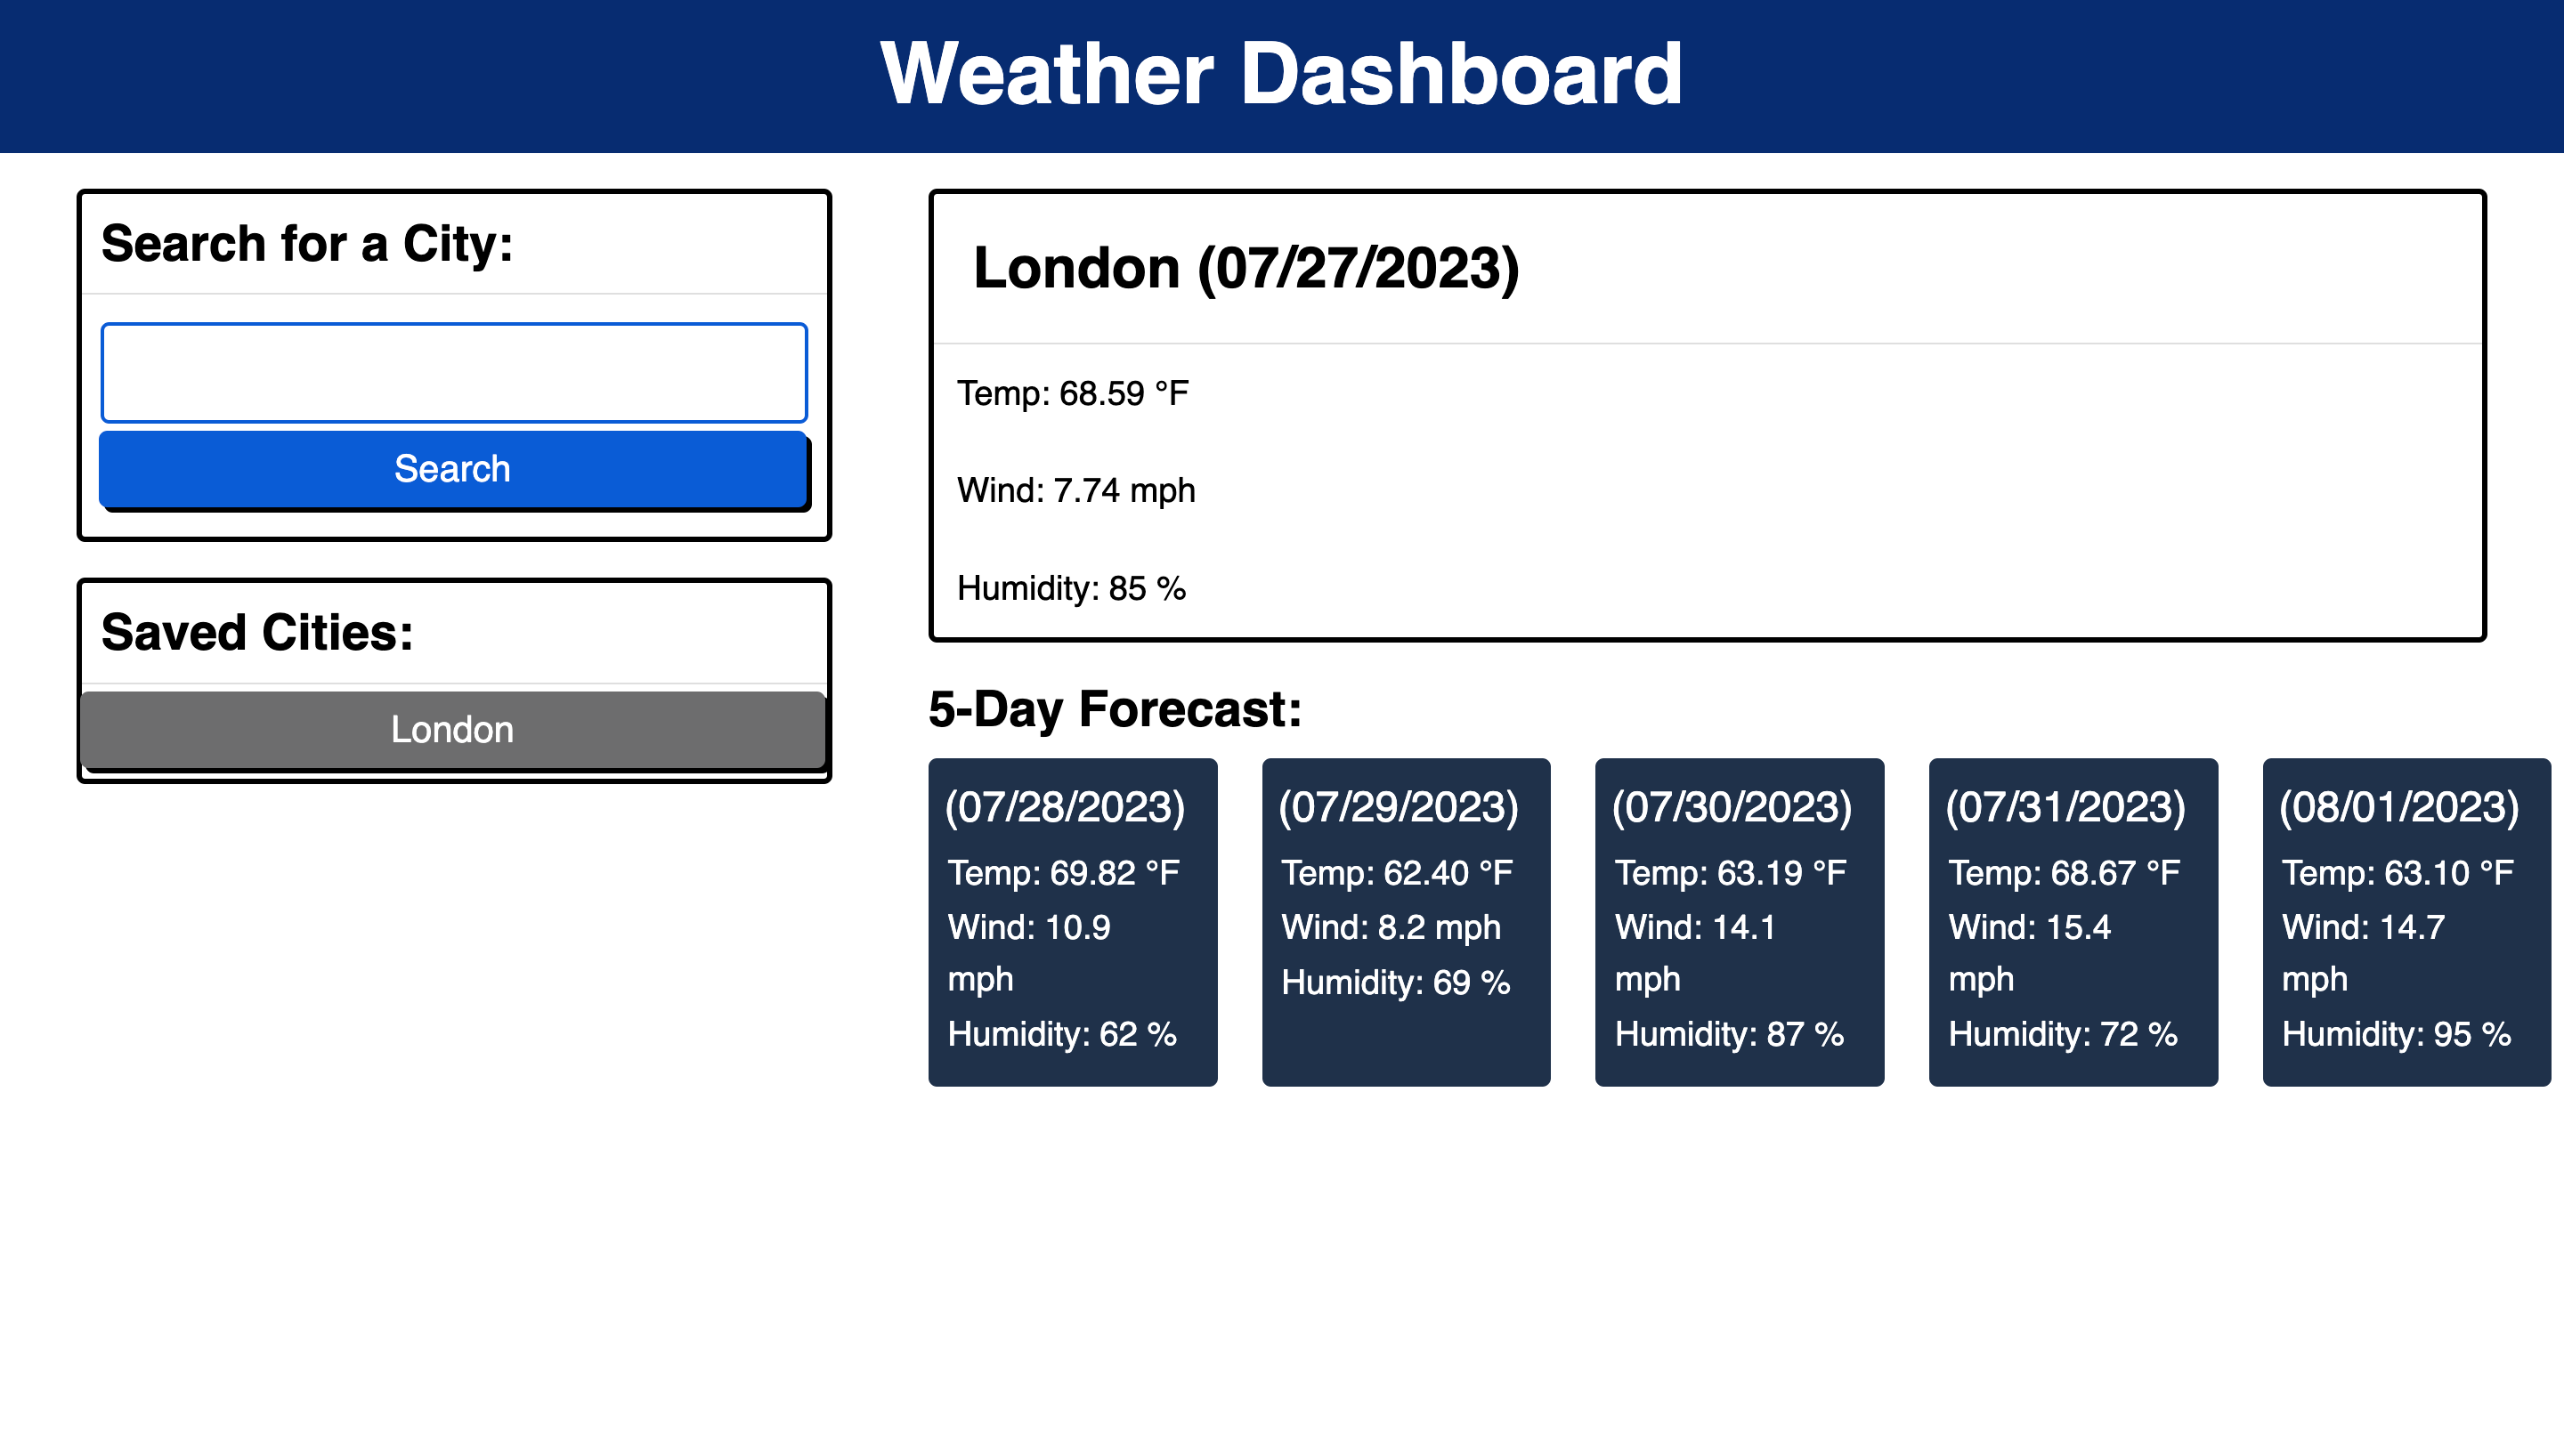 Weather Dashboard
Search for a City:
Search
Saved Cities:
London
London (07/27/2023)
Temp: 68.59 °F
Wind: 7.74 mph
Humidity: 85 %
5-Day Forecast:
(07/28/2023)
Temp: 69.82 °F
Wind: 10.9
mph
Humidity: 62 %
(07/29/2023)
Temp: 62.40 °F
Wind: 8.2 mph
Humidity: 69 %
(07/30/2023)
Temp: 63.19 °F
Wind: 14.1
mph
Humidity: 87 %
(07/31/2023)
Temp: 68.67 °F
Wind: 15.4
mph
Humidity: 72 %
(08/01/2023)
Temp: 63.10 °F
Wind: 14.7
mph
Humidity: 95 %